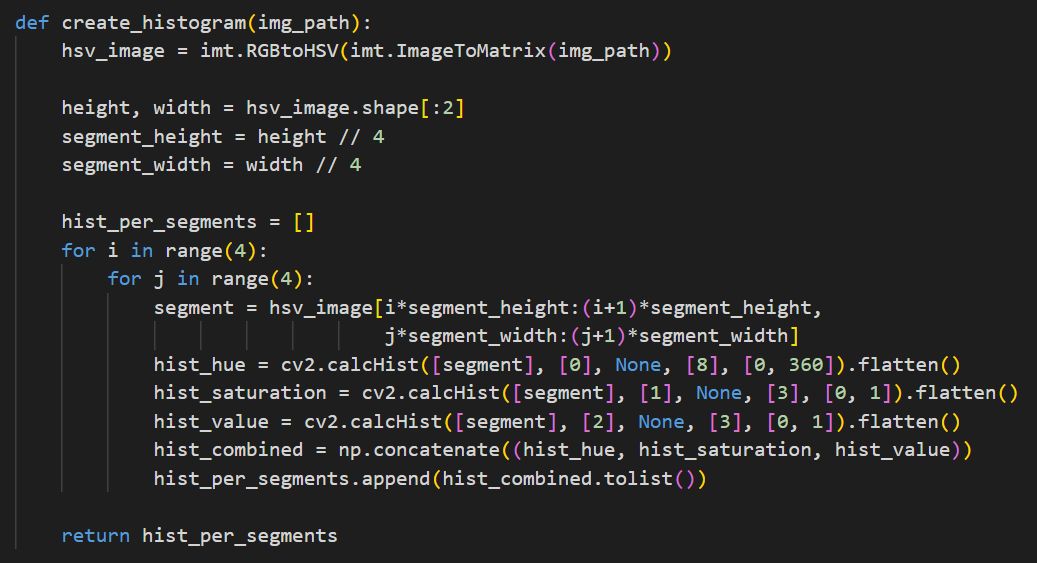 def create_histogram(img_path):
    hsv_image = imt.RGBtoHSV(imt.ImageToMatrix(img_path))

    height, width = hsv_image.shape[:2]
    segment_height = height // 4
    segment_width = width // 4

    hist_per_segments = []
    for i in range(4):
        for j in range(4):
            segment = hsv_image[i*segment_height:(i+1)*segment_height,
                                j*segment_width:(j+1)*segment_width]
            hist_hue = cv2.calcHist([segment], [0], None, [8], [0, 360]).flatten()
            hist_saturation = cv2.calcHist([segment], [1], None, [3], [0, 1]).flatten()
            hist_value = cv2.calcHist([segment], [2], None, [3], [0, 1]).flatten()
            hist_combined = np.concatenate((hist_hue, hist_saturation, hist_value))
            hist_per_segments.append(hist_combined.tolist())

    return hist_per_segments